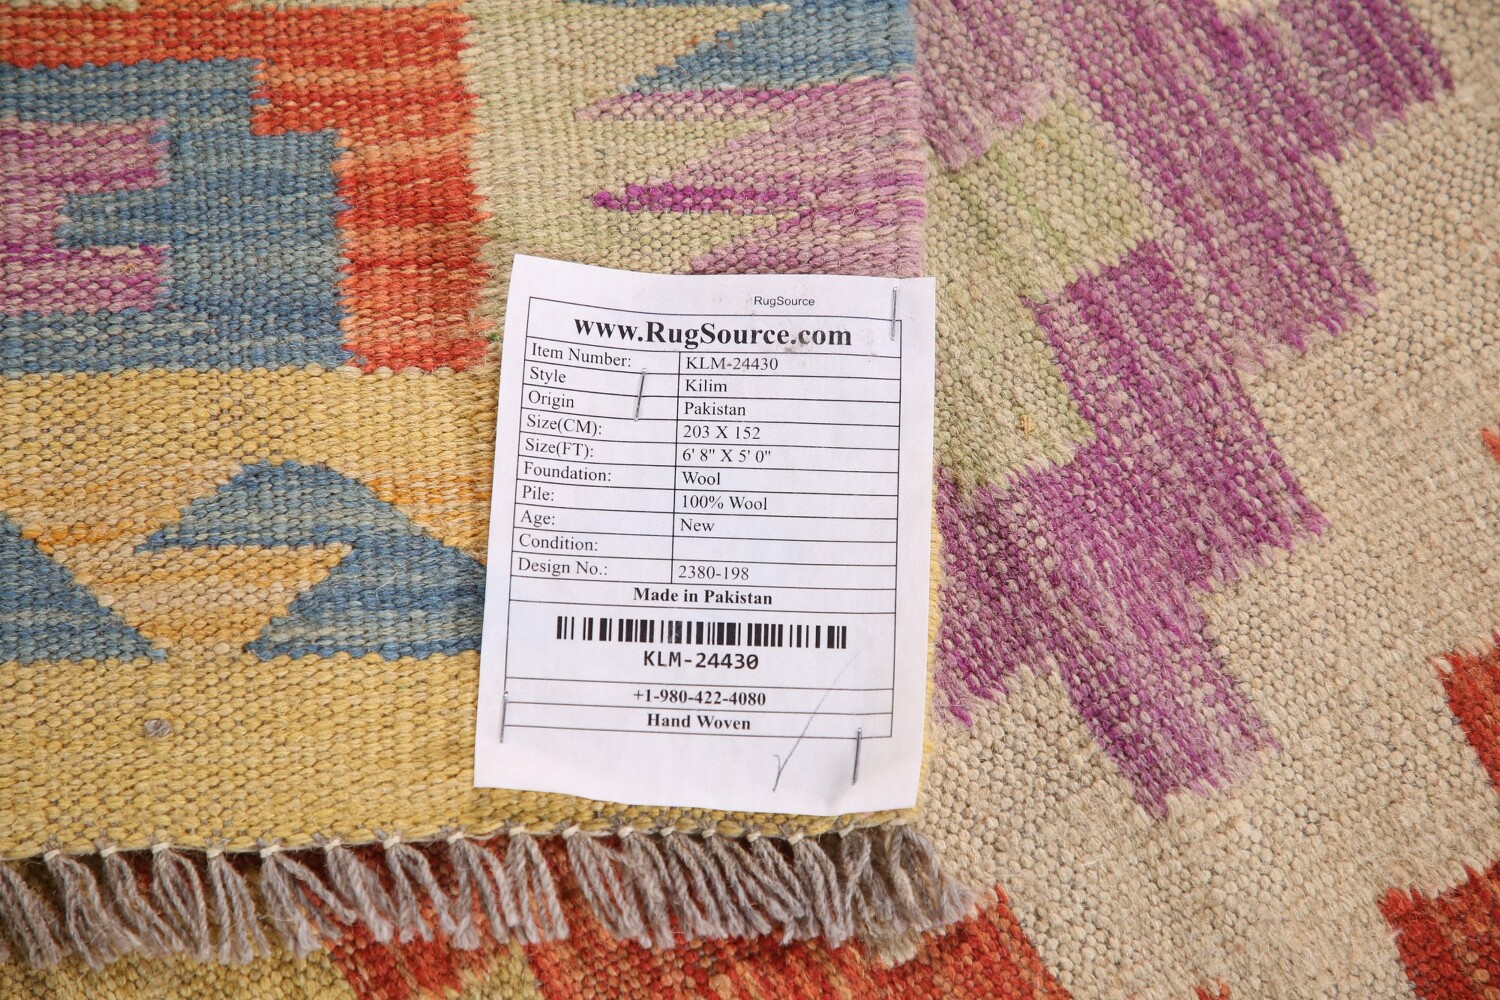 RugSource
www.RugSource.com
Item Number: KLM-24430
Style Kilim
Origin Pakistan
Size(CM): 203 X 152
Size(FT): 6' 8" X 5' 0"
Foundation: Wool
Pile: 100% Wool
Age: New
Condition:
Design No.: 2380-198
Made in Pakistan
KLM-24430
+1-980-422-4080
Hand Woven